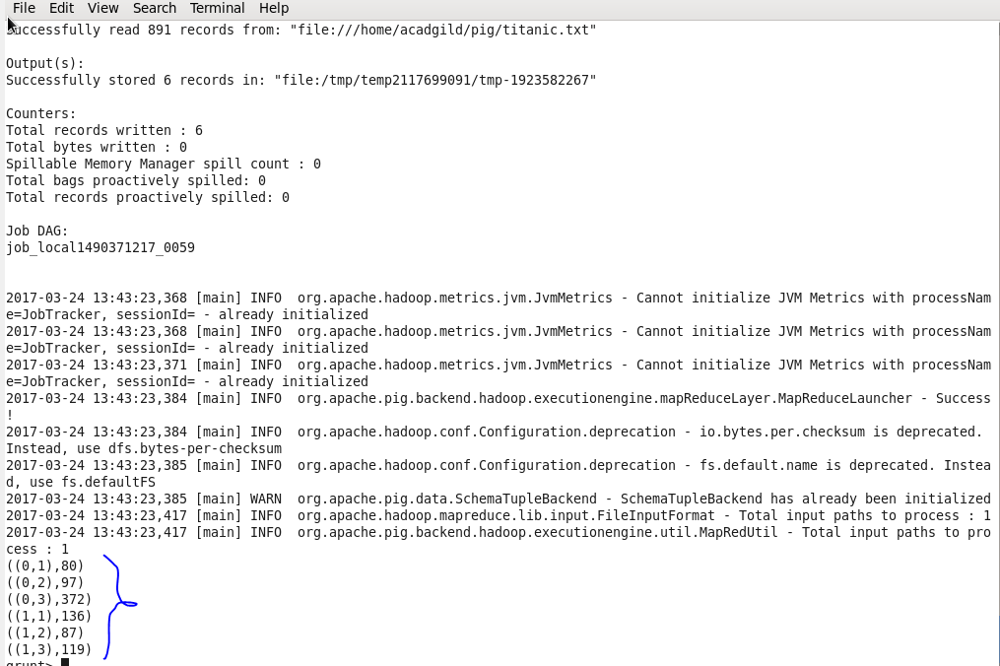 File Edit View Search Terminal Help
Successfully read 891 records from: "file:///home/acadgild/pig/titanic.txt"
Output(s):
Successfully stored 6 records in: "file:/tmp/temp2117699091/tmp-1923582267"
Counters:
Total records written : 6
Total bytes written : 0
Spillable Memory Manager spill count : 0
Total bags proactively spilled: 0
Total records proactively spilled: 0
Job DAG:
job_local1490371217_0059
2017-03-24 13:43:23,368 [main] INFO  org.apache.hadoop.metrics.jvm.JvmMetrics - Cannot initialize JVM Metrics with processNam
e=JobTracker, sessionId= - already initialized
2017-03-24 13:43:23,368 [main] INFO  org.apache.hadoop.metrics.jvm.JvmMetrics - Cannot initialize JVM Metrics with processNam
e=JobTracker, sessionId= - already initialized
2017-03-24 13:43:23,371 [main] INFO  org.apache.hadoop.metrics.jvm.JvmMetrics - Cannot initialize JVM Metrics with processNam
e=JobTracker, sessionId= - already initialized
2017-03-24 13:43:23,384 [main] INFO  org.apache.pig.backend.hadoop.executionengine.mapReduceLayer.MapReduceLauncher - Success
!
2017-03-24 13:43:23,384 [main] INFO  org.apache.hadoop.conf.Configuration.deprecation - io.bytes.per.checksum is deprecated.
Instead, use dfs.bytes-per-checksum
2017-03-24 13:43:23,385 [main] INFO  org.apache.hadoop.conf.Configuration.deprecation - fs.default.name is deprecated. Instea
d, use fs.defaultFS
2017-03-24 13:43:23,385 [main] WARN  org.apache.pig.data.SchemaTupleBackend - SchemaTupleBackend has already been initialized
2017-03-24 13:43:23,417 [main] INFO  org.apache.hadoop.mapreduce.lib.input.FileInputFormat - Total input paths to process : 1
2017-03-24 13:43:23,417 [main] INFO  org.apache.pig.backend.hadoop.executionengine.util.MapRedUtil - Total input paths to pro
cess : 1
((0,1),80)
((0,2),97)
((0,3),372)
((1,1),136)
((1,2),87)
((1,3),119)
grunt>